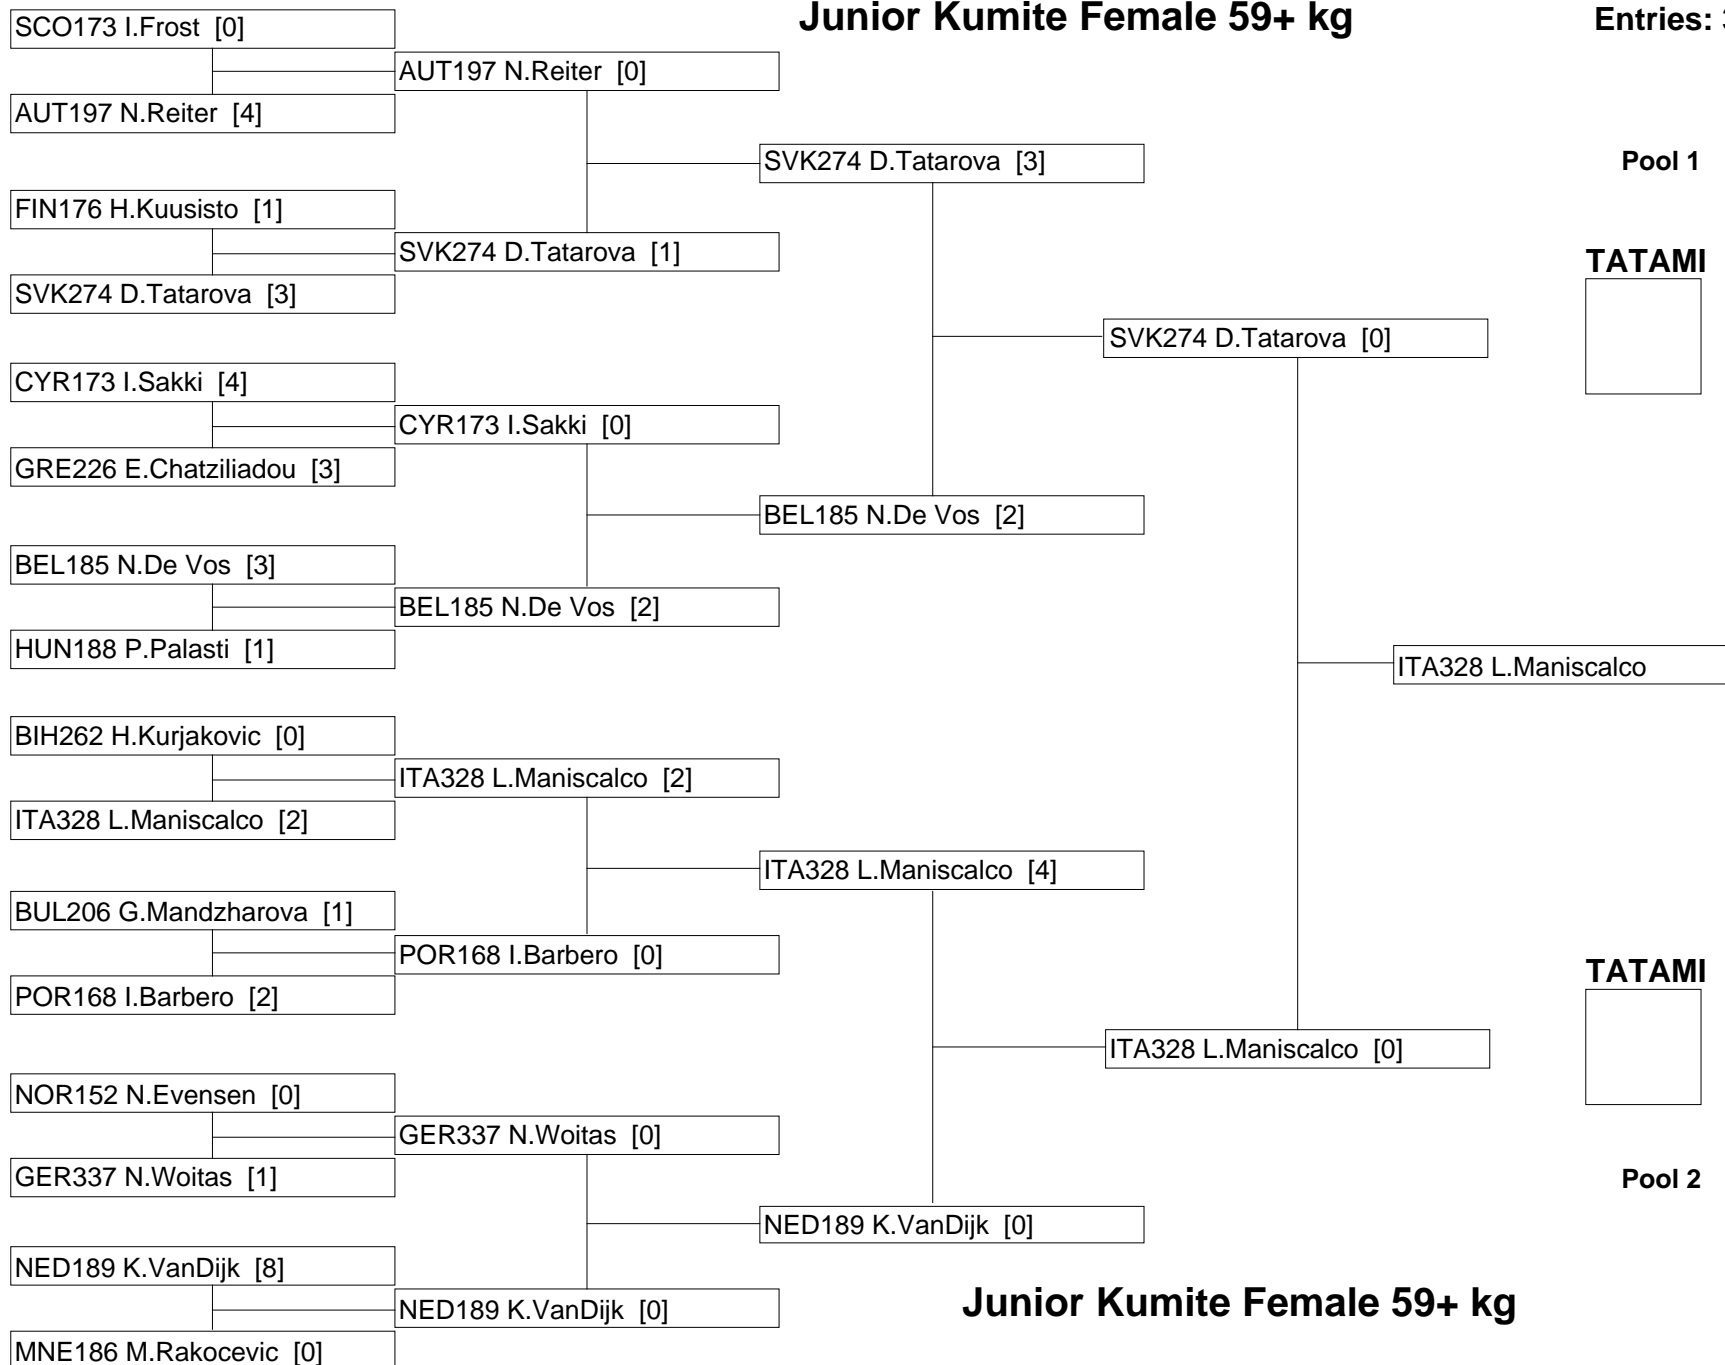 Junior Kumite Female 59+ kg
Entries: 3
SCO173 I.Frost [0]
AUT197 N.Reiter [4]
FIN176 H.Kuusisto [1]
SVK274 D.Tatarova [3]
CYR173 I.Sakki [4]
GRE226 E.Chatziliadou [3]
BEL185 N.De Vos [3]
HUN188 P.Palasti [1]
BIH262 H.Kurjakovic [0]
ITA328 L.Maniscalco [2]
BUL206 G.Mandzharova [1]
POR168 I.Barbero [2]
NOR152 N.Evensen [0]
GER337 N.Woitas [1]
NED189 K.VanDijk [8]
MNE186 M.Rakocevic [0]
AUT197 N.Reiter [0]
SVK274 D.Tatarova [1]
CYR173 I.Sakki [0]
BEL185 N.De Vos [2]
ITA328 L.Maniscalco [2]
POR168 I.Barbero [0]
GER337 N.Woitas [0]
NED189 K.VanDijk [0]
SVK274 D.Tatarova [3]
BEL185 N.De Vos [2]
ITA328 L.Maniscalco [4]
NED189 K.VanDijk [0]
SVK274 D.Tatarova [0]
ITA328 L.Maniscalco [0]
ITA328 L.Maniscalco
Pool 1
TATAMI
TATAMI
Pool 2
Junior Kumite Female 59+ kg